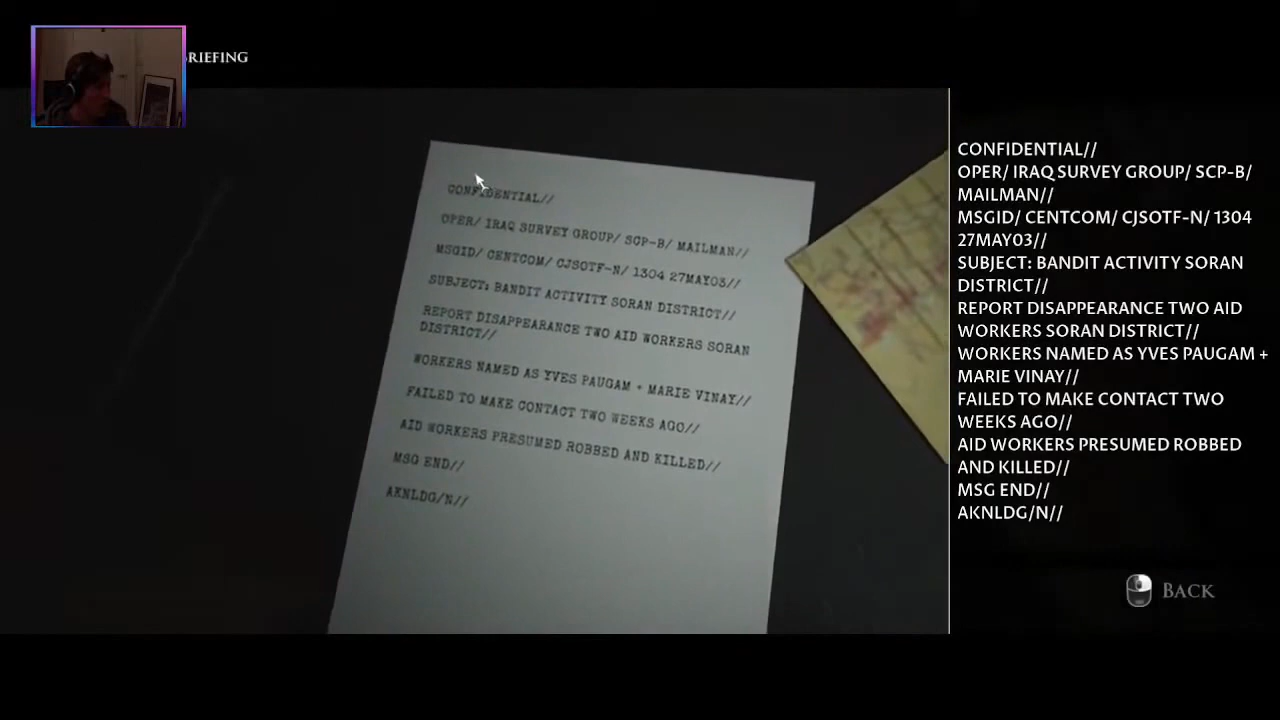 RIEFING
CONFIDENTIAL//
OPER/ IRAQ SURVEY GROUP/ SCP-B/ MAILMAN//
MSGID/ CENTCOM/ CJSOTF-N/ 1304 27MAY03//
SUBJECT: BANDIT ACTIVITY SORAN DISTRICT//
REPORT DISAPPEARANCE TWO AID WORKERS SORAN
DISTRICT//
WORKERS NAMED AS YVES PAUGAM + MARIE VINAY//
FAILED TO MAKE CONTACT TWO WEEKS AGO//
AID WORKERS PRESUMED ROBBED AND KILLED//
MSG END//
AKNLDG/N//
CONFIDENTIAL//
OPER/ IRAQ SURVEY GROUP/ SCP-B/
MAILMAN//
MSGID/ CENTCOM/ CJSOTF-N/ 1304
27MAY03//
SUBJECT: BANDIT ACTIVITY SORAN
DISTRICT//
REPORT DISAPPEARANCE TWO AID
WORKERS SORAN DISTRICT//
WORKERS NAMED AS YVES PAUGAM +
MARIE VINAY//
FAILED TO MAKE CONTACT TWO
WEEKS AGO//
AID WORKERS PRESUMED ROBBED
AND KILLED//
MSG END//
AKNLDG/N//
BACK